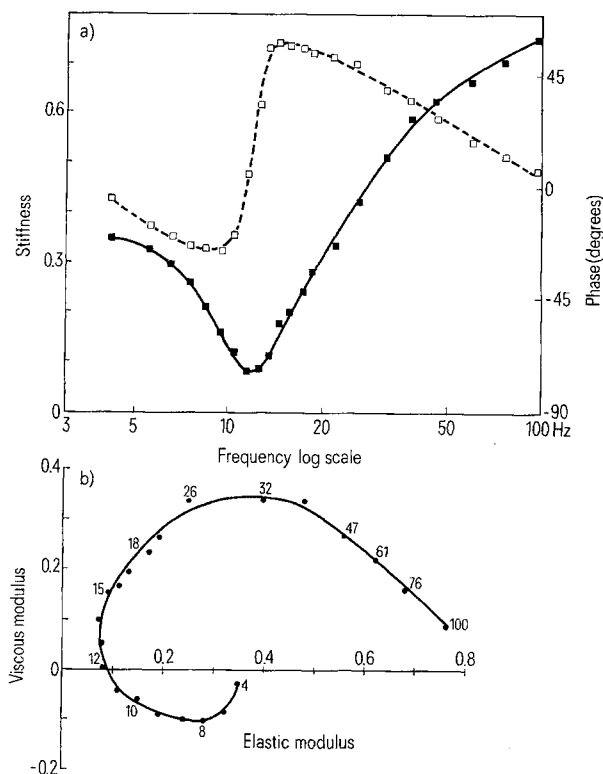 a)
45
0.6
0
Stiffness
Phase (degrees)
0.3
-45
0
-90
3 5 10 20 50 100 Hz
Frequency log scale
0.4
b)
26
32
18
47
0.2
61
15
76
100
Viscous modulus
12
0.2 0.4 0.6 0.8
0
4
10
8
Elastic modulus
-0.2